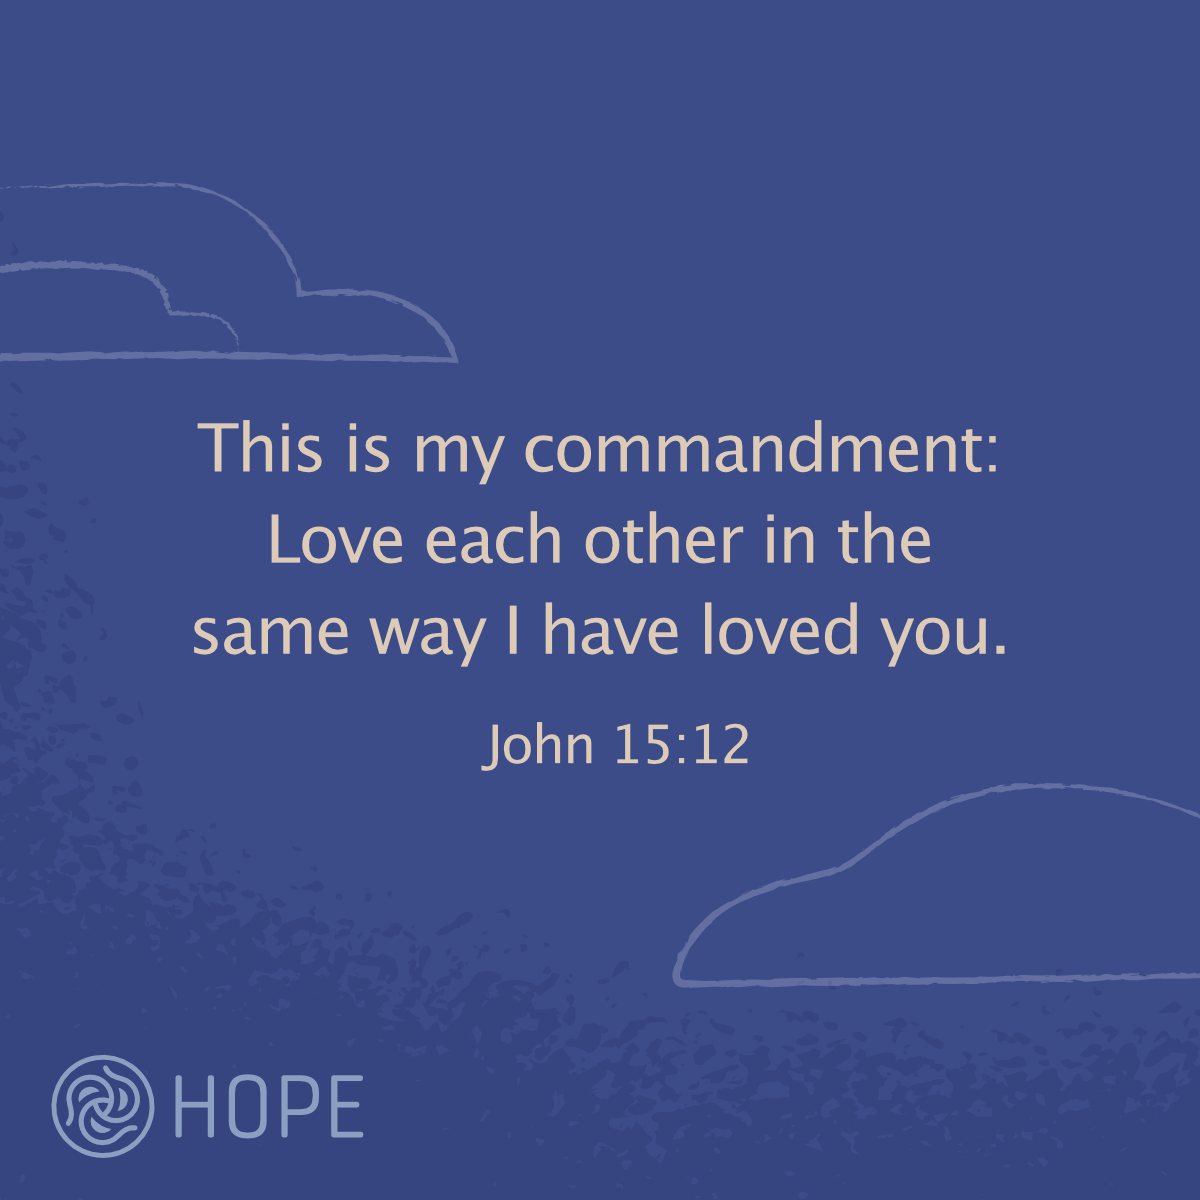 This is my commandment:
Love each other in the
same way I have loved you.
John 15:12
HOPE